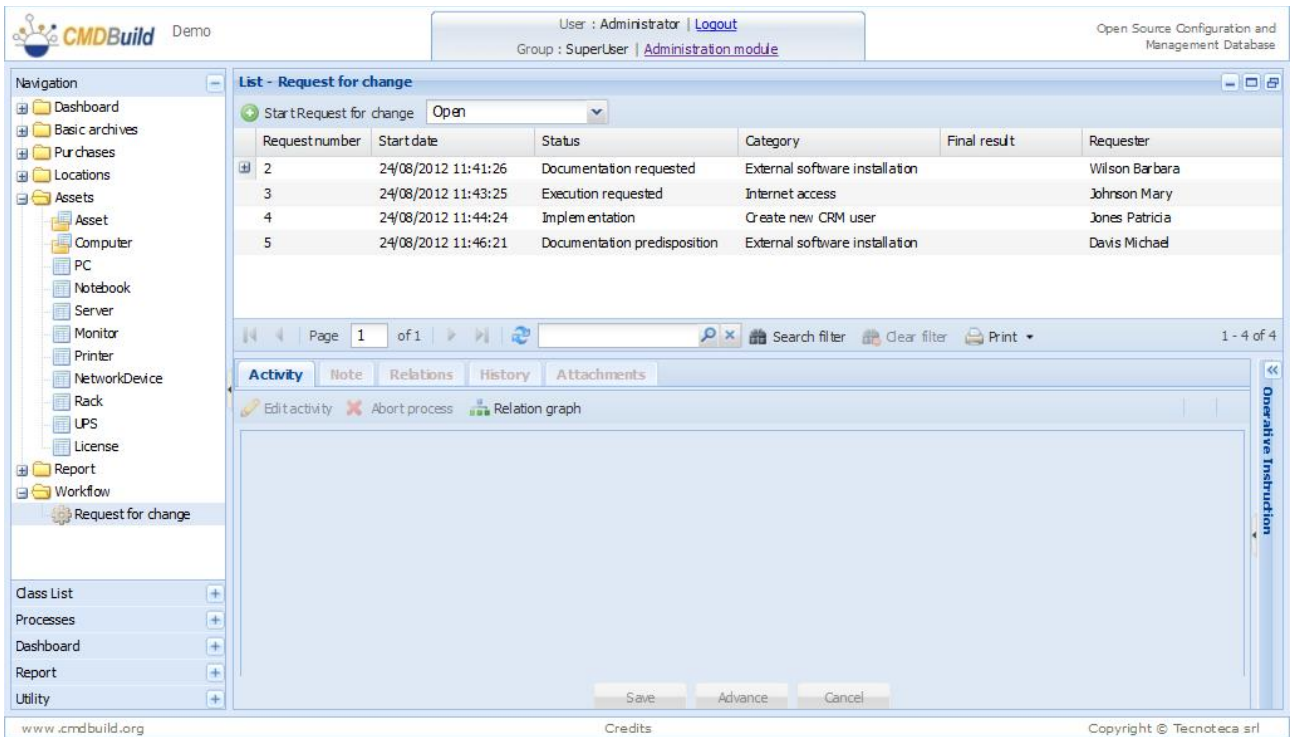 CMDBuild Demo
User : Administrator | Logout
Group : SuperUser | Administration module
Open Source Configuration and
Management Database
Navigation
Dashboard
Basic archives
Purchases
Locations
Assets
Asset
Computer
PC
Notebook
Server
Monitor
Printer
NetworkDevice
Rack
UPS
License
Report
Workflow
Request for change
Class List
Processes
Dashboard
Report
Utility
List - Request for change
Start Request for change Open
Request number Start date Status Category Final result Requester
2 24/08/2012 11:41:26 Documentation requested External software installation Wilson Barbara
3 24/08/2012 11:43:25 Execution requested Internet access Johnson Mary
4 24/08/2012 11:44:24 Implementation Create new CRM user Jones Patricia
5 24/08/2012 11:46:21 Documentation predisposition External software installation Davis Michael
Page 1 of 1 Search filter Clear filter Print 1 - 4 of 4
Activity Note Relations History Attachments
Edit activity Abort process Relation graph
Operative Instruction
Save Advance Cancel
www.cmdbuild.org Credits Copyright © Tecnoteca srl